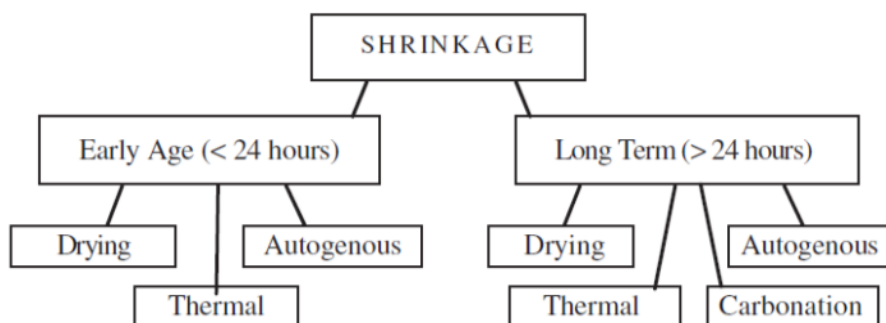 SHRINKAGE
Early Age (< 24 hours)
Long Term (> 24 hours)
Drying
Autogenous
Drying
Autogenous
Thermal
Thermal
Carbonation